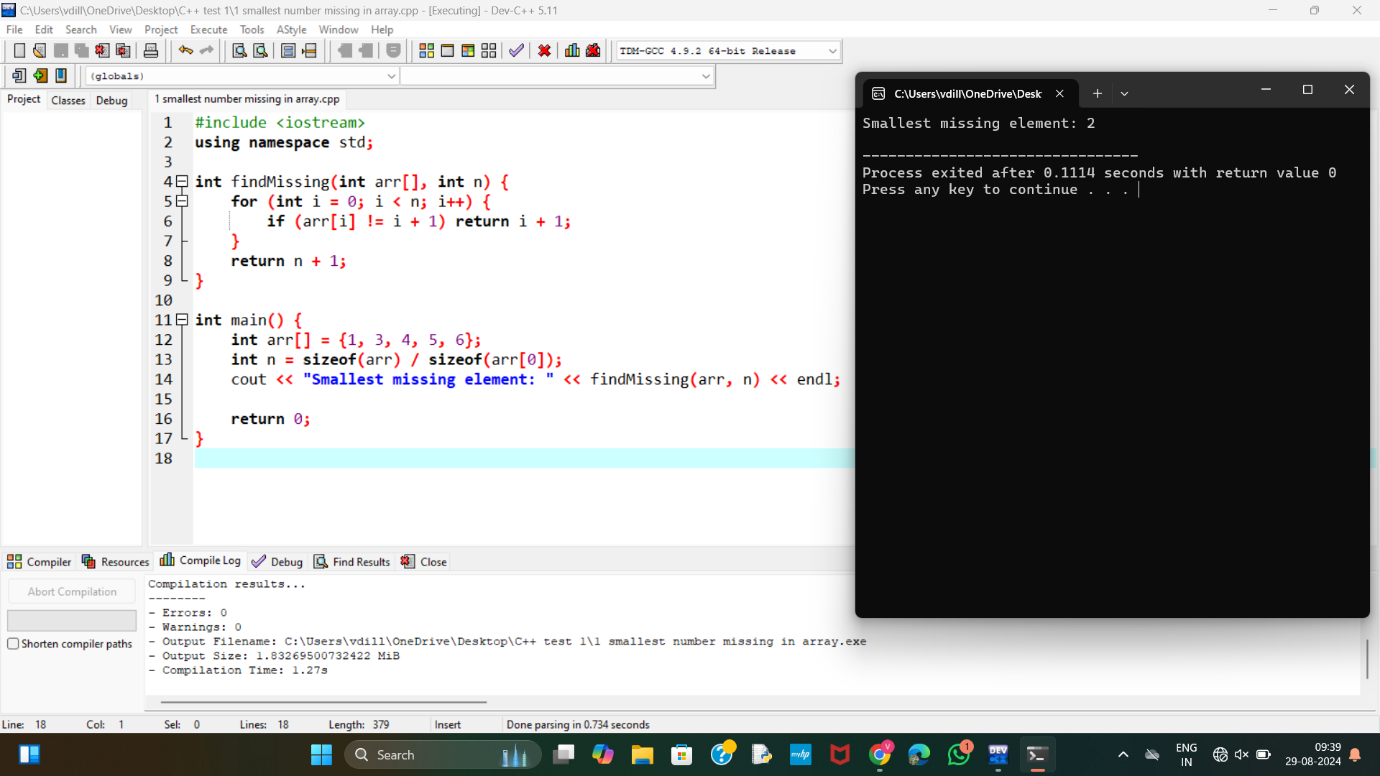 C:\Users\vdill\OneDrive\Desktop\C++ test 1\1 smallest number missing in array.cpp - [Executing] - Dev-C++ 5.11
File Edit Search View Project Execute Tools AStyle Window Help
TDM-GCC 4.9.2 64-bit Release
(globals)
Project Classes Debug
1 smallest number missing in array.cpp
1 #include <iostream>
2 using namespace std;
3
4 int findMissing(int arr[], int n) {
5 for (int i = 0; i < n; i++) {
6 if (arr[i] != i + 1) return i + 1;
7 }
8 return n + 1;
9 }
10
11 int main() {
12 int arr[] = {1, 3, 4, 5, 6};
13 int n = sizeof(arr) / sizeof(arr[0]);
14 cout << "Smallest missing element: " << findMissing(arr, n) << endl;
15
16 return 0;
17 }
18
C:\Users\vdill\OneDrive\Desk
Smallest missing element: 2
--------------------------------
Process exited after 0.1114 seconds with return value 0
Press any key to continue . . .
Compiler Resources Compile Log Debug Find Results Close
Abort Compilation
Shorten compiler paths
Compilation results...
--------
- Errors: 0
- Warnings: 0
- Output Filename: C:\Users\vdill\OneDrive\Desktop\C++ test 1\1 smallest number missing in array.exe
- Output Size: 1.83269500732422 MiB
- Compilation Time: 1.27s
Line: 18 Col: 1 Sel: 0 Lines: 18 Length: 379 Insert Done parsing in 0.734 seconds
Search
myhp
V
1
DEV
ENG
IN
09:39
29-08-2024